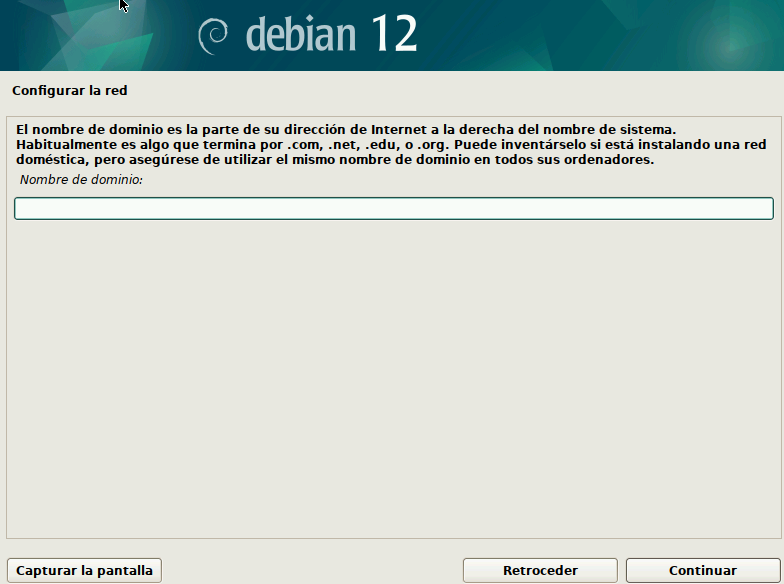 debian 12
Configurar la red
El nombre de dominio es la parte de su dirección de Internet a la derecha del nombre de sistema.
Habitualmente es algo que termina por .com, .net, .edu, o .org. Puede inventárselo si está instalando una red
doméstica, pero asegúrese de utilizar el mismo nombre de dominio en todos sus ordenadores.
Nombre de dominio:
Capturar la pantalla
Retroceder
Continuar